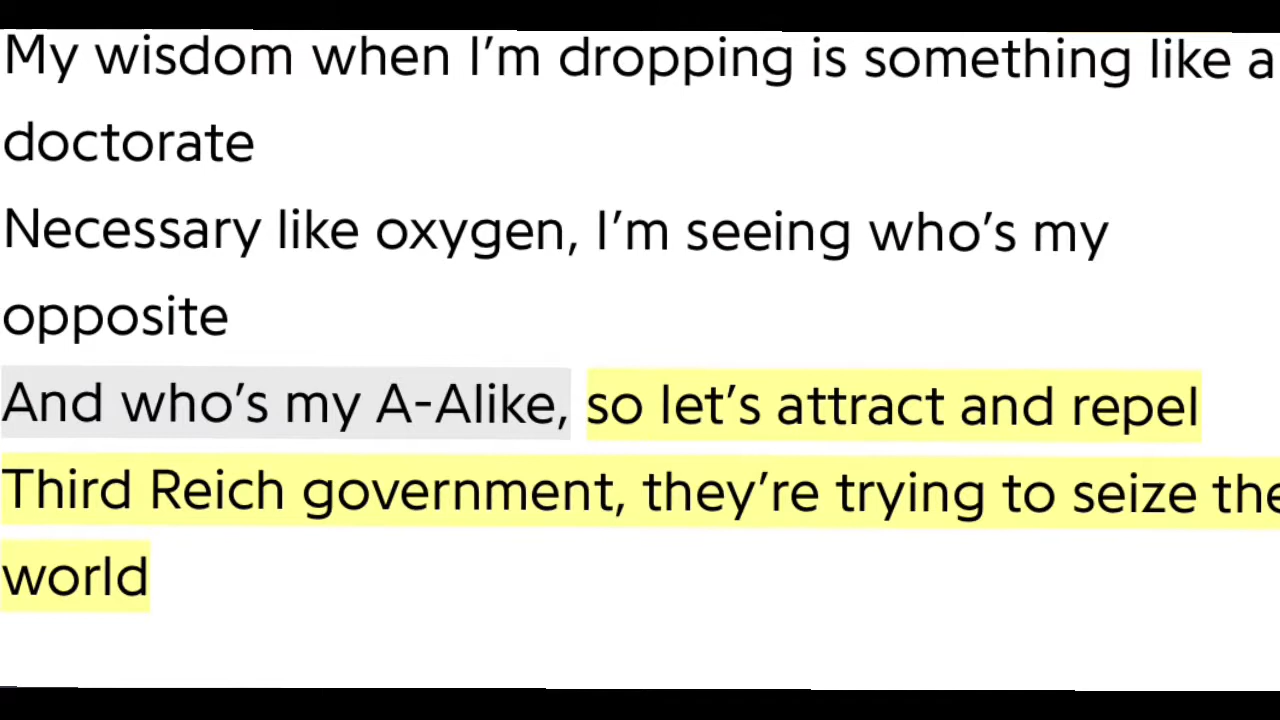 My wisdom when I’m dropping is something like a
doctorate
Necessary like oxygen, I’m seeing who’s my
opposite
And who’s my A-Alike, so let’s attract and repel
Third Reich government, they’re trying to seize the
world